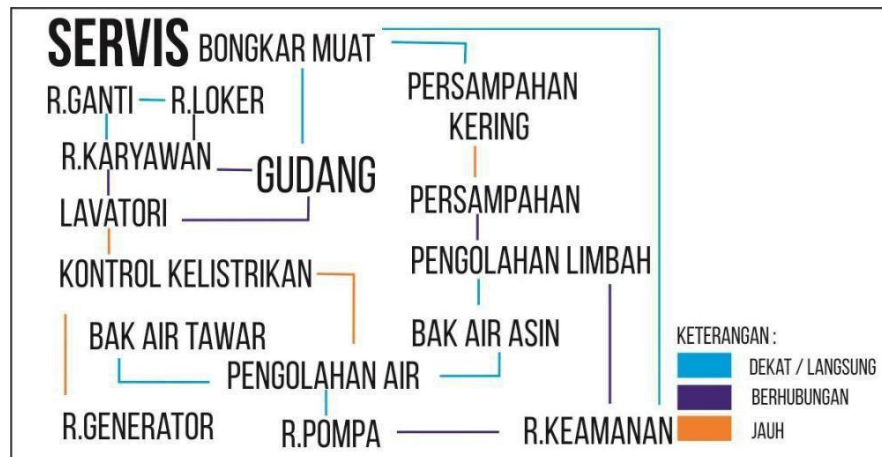 SERVIS BONGKAR MUAT
R.GANTI R.LOKER
PERSAMPAHAN
KERING
R.KARYAWAN
GUDANG
PERSAMPAHAN
LAVATORI
PENGOLAHAN LIMBAH
KONTROL KELISTRIKAN
BAK AIR TAWAR
BAK AIR ASIN
PENGOLAHAN AIR
R.GENERATOR
R.POMPA
R.KEAMANAN
KETERANGAN :
DEKAT / LANGSUNG
BERHUBUNGAN
JAUH